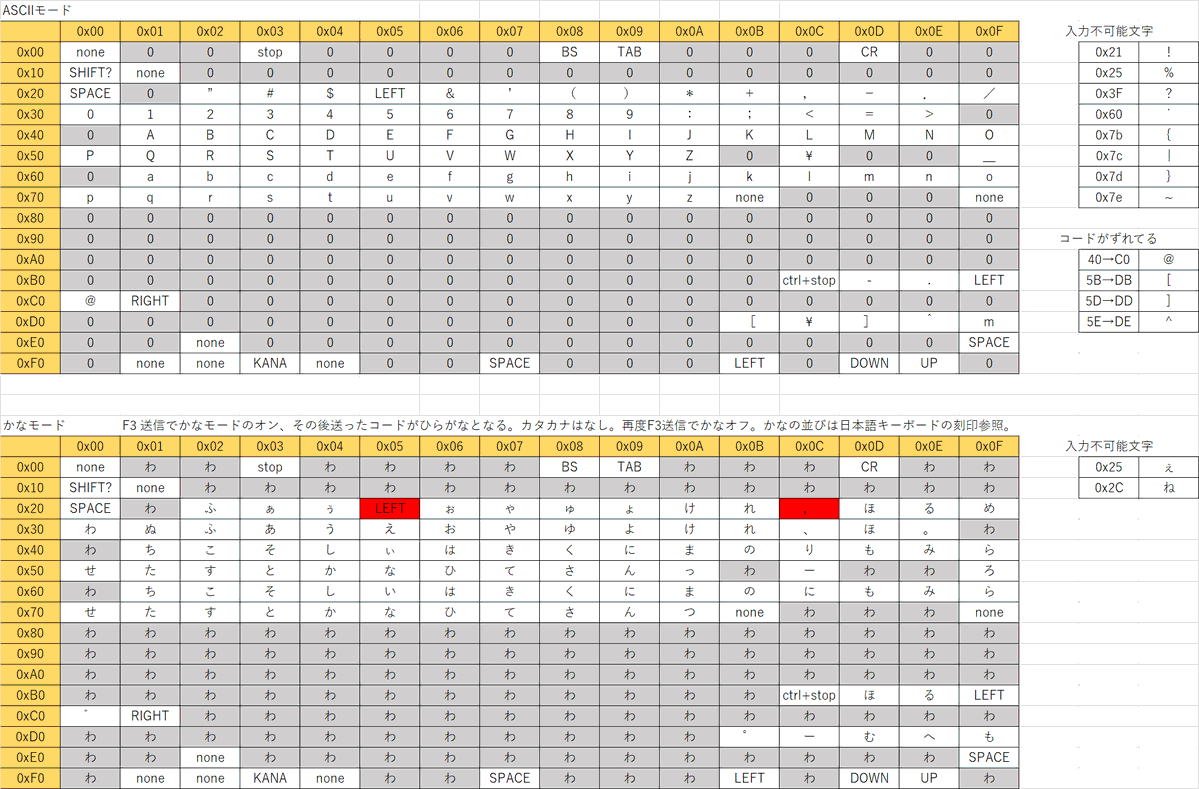 ASCIIモード
0x00 0x01 0x02 0x03 0x04 0x05 0x06 0x07 0x08 0x09 0x0A 0x0B 0x0C 0x0D 0x0E 0x0F 入力不可能文字
0x00 none 0 0 stop 0 0 0 0 BS TAB 0 0 0 CR 0 0 0x21 !
0x10 SHIFT? none 0 0 0 0 0 0 0 0 0 0 0 0 0 0 0x25 %
0x20 SPACE 0 ” # $ LEFT & ' ( ) * + , - . ／ 0x3F ?
0x30 0 1 2 3 4 5 6 7 8 9 : ; < = > 0 0x60 `
0x40 0 A B C D E F G H I J K L M N O 0x7b {
0x50 P Q R S T U V W X Y Z 0 ¥ 0 0 __ 0x7c |
0x60 0 a b c d e f g h i j k l m n o 0x7d }
0x70 p q r s t u v w x y z none 0 0 0 none 0x7e ~
0x80 0 0 0 0 0 0 0 0 0 0 0 0 0 0 0 0
0x90 0 0 0 0 0 0 0 0 0 0 0 0 0 0 0 0 コードがずれてる
0xA0 0 0 0 0 0 0 0 0 0 0 0 0 0 0 0 0 40→C0 @
0xB0 0 0 0 0 0 0 0 0 0 0 0 0 ctrl+stop - . LEFT 5B→DB [
0xC0 @ RIGHT 0 0 0 0 0 0 0 0 0 0 0 0 0 0 5D→DD ]
0xD0 0 0 0 0 0 0 0 0 0 0 0 [ ¥ ] ^ m 5E→DE ^
0xE0 0 0 none 0 0 0 0 0 0 0 0 0 0 0 0 SPACE
0xF0 0 none none KANA none 0 0 SPACE 0 0 0 LEFT 0 DOWN UP 0
かなモード F3 送信でかなモードのオン、その後送ったコードがひらがなとなる。カタカナはなし。再度F3送信でかなオフ。かなの並びは日本語キーボードの刻印参照。
0x00 0x01 0x02 0x03 0x04 0x05 0x06 0x07 0x08 0x09 0x0A 0x0B 0x0C 0x0D 0x0E 0x0F 入力不可能文字
0x00 none わ わ stop わ わ わ わ BS TAB わ わ わ CR わ わ 0x25 ぇ
0x10 SHIFT? none わ わ わ わ わ わ わ わ わ わ わ わ わ わ 0x2C ね
0x20 SPACE わ ふ ぁ ぅ LEFT ぉ ゃ ゅ ょ け れ , ほ る め
0x30 わ ぬ ふ あ う え お や ゆ よ け れ 、 ほ 。 わ
0x40 わ ち こ そ し ぃ は き く に ま の り も み ら
0x50 せ た す と か な ひ て さ ん っ わ ー わ わ ろ
0x60 わ ち こ そ し い は き く に ま の に も み ら
0x70 せ た す と か な ひ て さ ん つ none わ わ わ none
0x80 わ わ わ わ わ わ わ わ わ わ わ わ わ わ わ わ
0x90 わ わ わ わ わ わ わ わ わ わ わ わ わ わ わ わ
0xA0 わ わ わ わ わ わ わ わ わ わ わ わ わ わ わ わ
0xB0 わ わ わ わ わ わ わ わ わ わ わ わ ctrl+stop ほ る LEFT
0xC0 ゛ RIGHT わ わ わ わ わ わ わ わ わ わ わ わ わ わ
0xD0 わ わ わ わ わ わ わ わ わ わ わ ゜ ー む へ も
0xE0 わ わ none わ わ わ わ わ わ わ わ わ わ わ わ SPACE
0xF0 わ none none KANA none わ わ SPACE わ わ わ LEFT わ DOWN UP わ